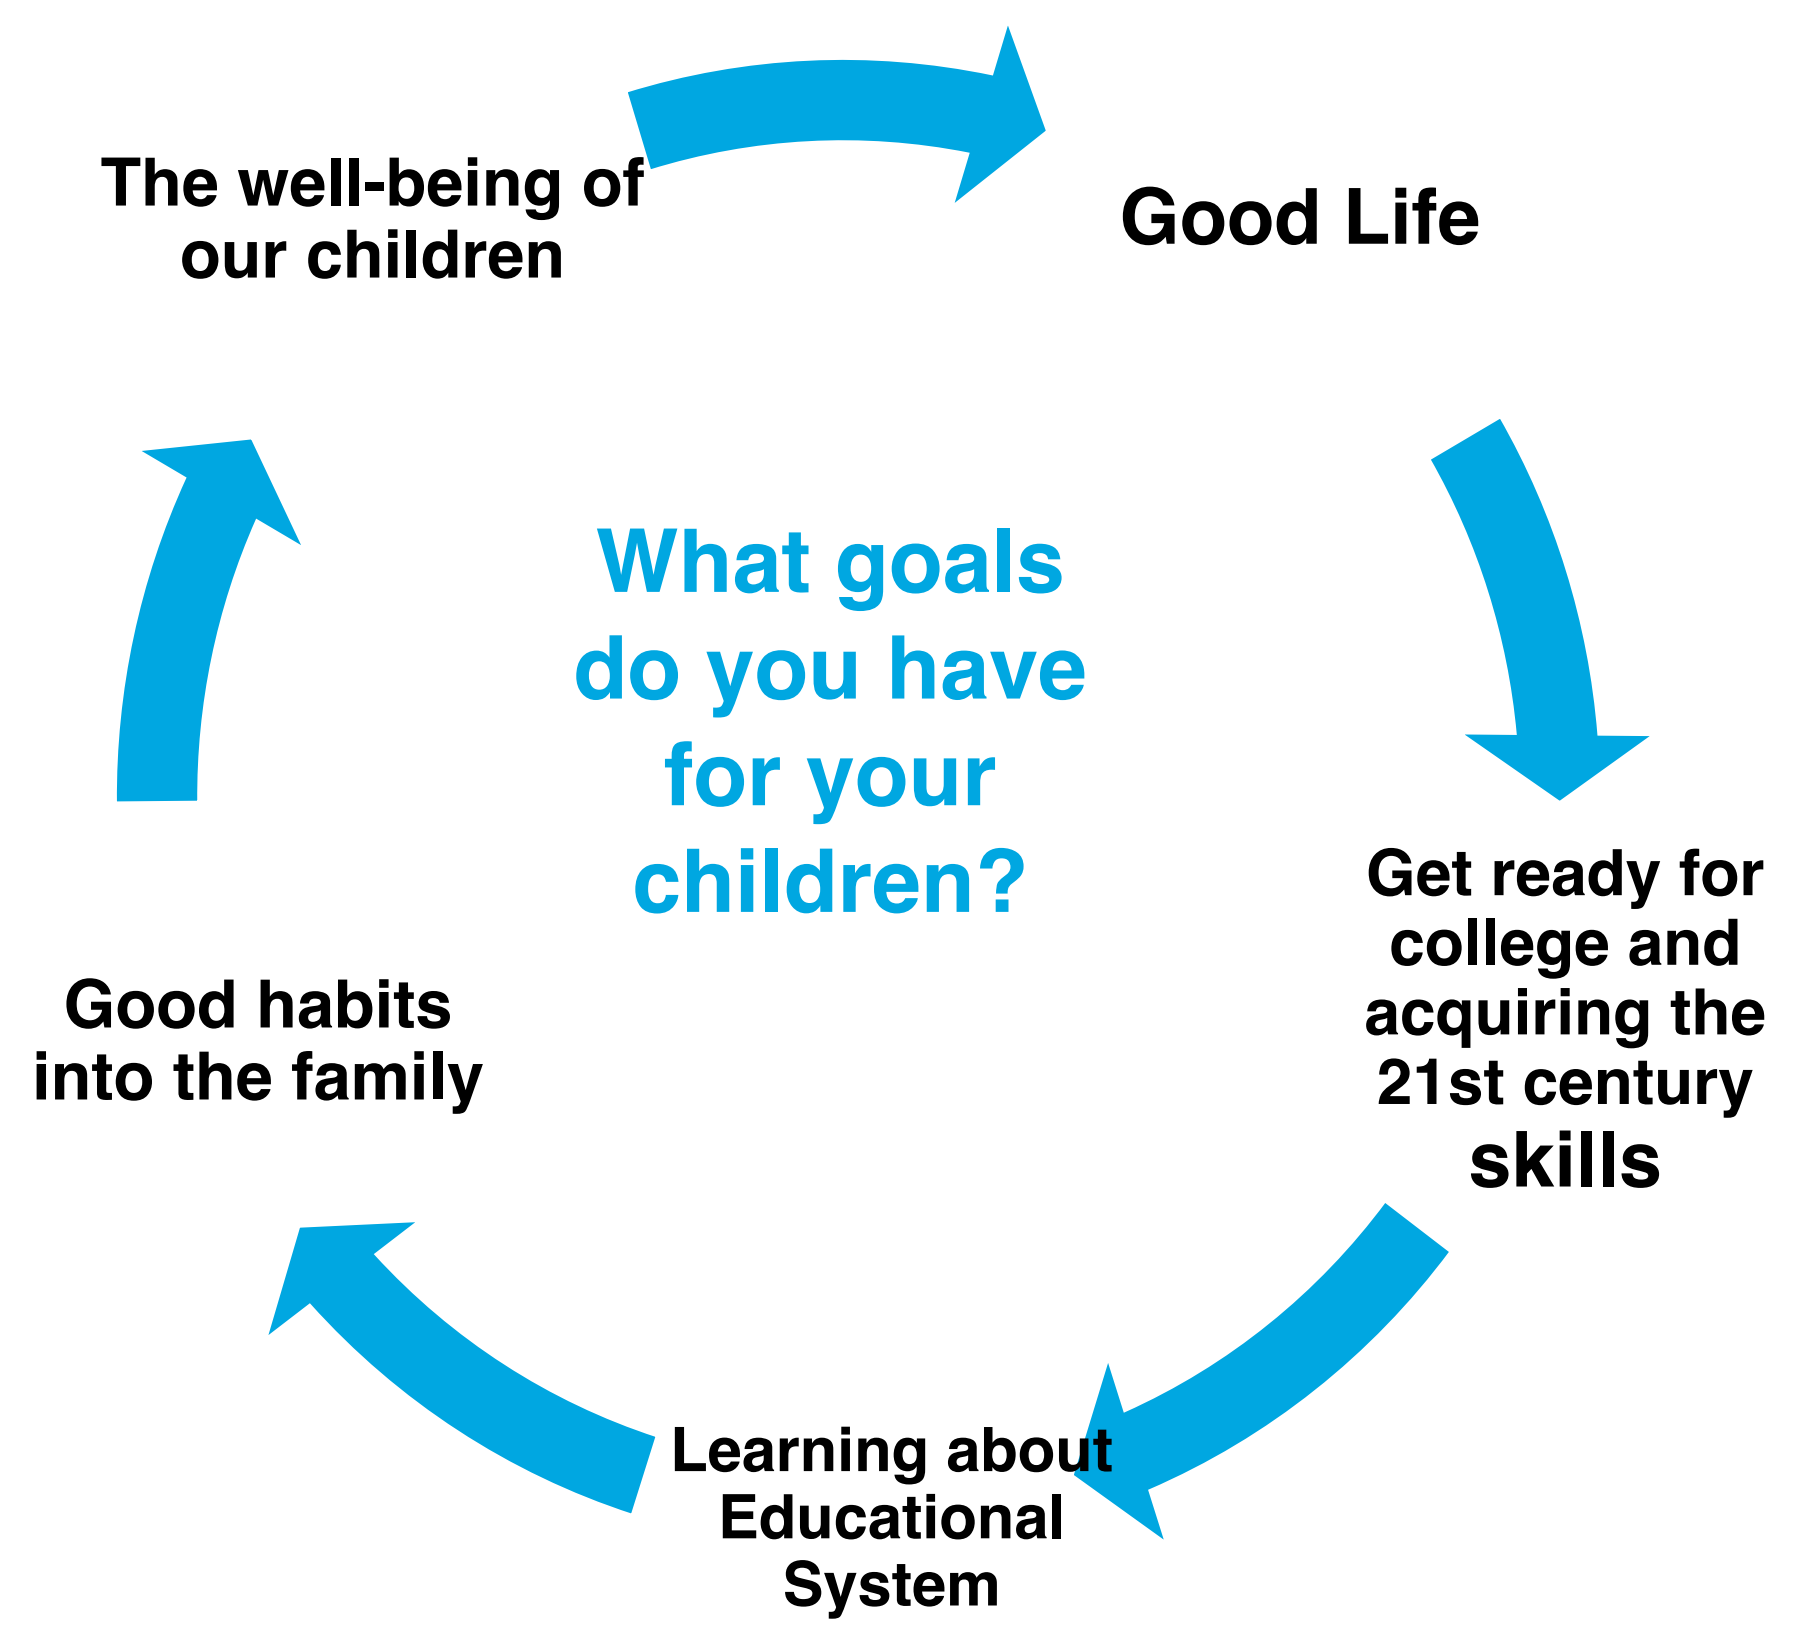 The well-being of
our children
Good Life
What goals
do you have
for your
children?
Get ready for
college and
acquiring the
21st century
skills
Good habits
into the family
Learning about
Educational
System